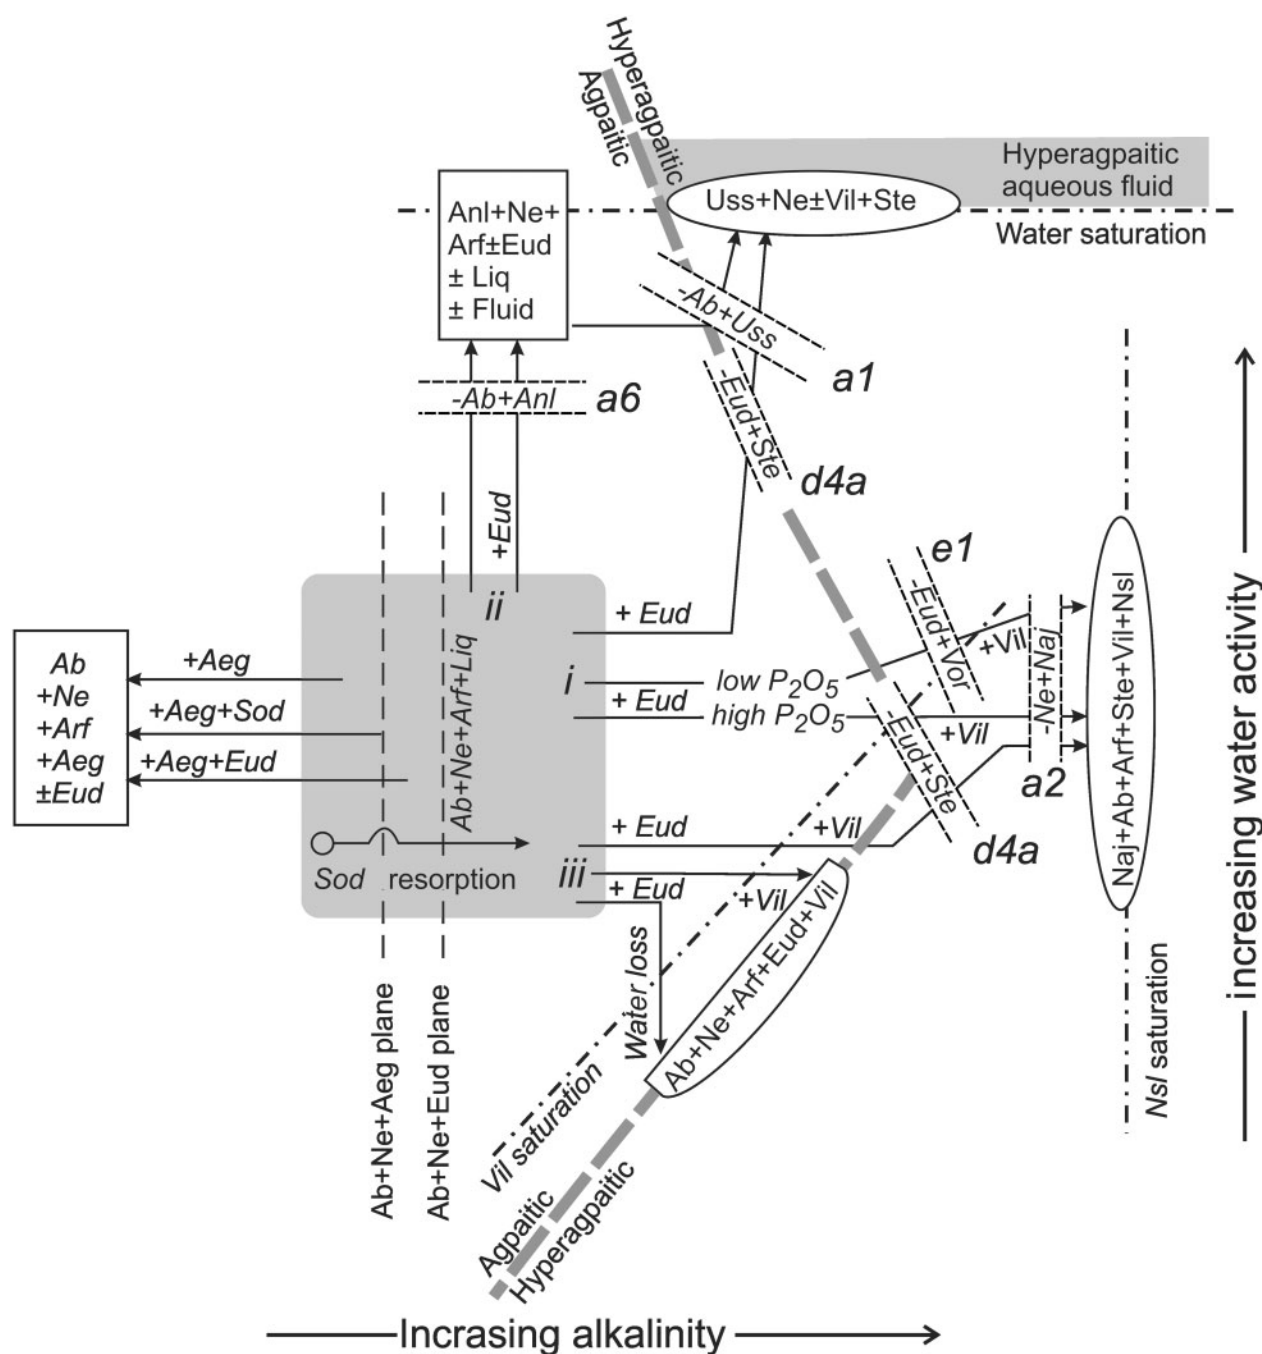 Hyperagpaitic
Agpaitic
Hyperagpaitic
aqueous fluid
Uss+Ne±Vil+Ste
Water saturation
Anl+Ne+
Arf±Eud
± Liq
± Fluid
-Ab+Uss
a1
-Ab+Anl
a6
-Eud+Ste
d4a
+Eud
ii
e1
-Eud+Vor
+Vil
-Ne+Naj
a2
Naj+Ab+Arf+Ste+Vil+Nsl
increasing water activity
Ab
+Ne
+Arf
+Aeg
±Eud
+Aeg
+Aeg+Sod
+Aeg+Eud
Ab+Ne+Arf+Liq
+ Eud
i
low P₂O₅
+ Eud
high P₂O₅
+Vil
-Eud+Ste
d4a
Sod resorption
+ Eud
+Vil
iii
+ Eud
+Vil
Water loss
Ab+Ne+Arf+Eud+Vil
Vil saturation
Nsl saturation
Ab+Ne+Aeg plane
Ab+Ne+Eud plane
Agpaitic
Hyperagpaitic
Incrasing alkalinity